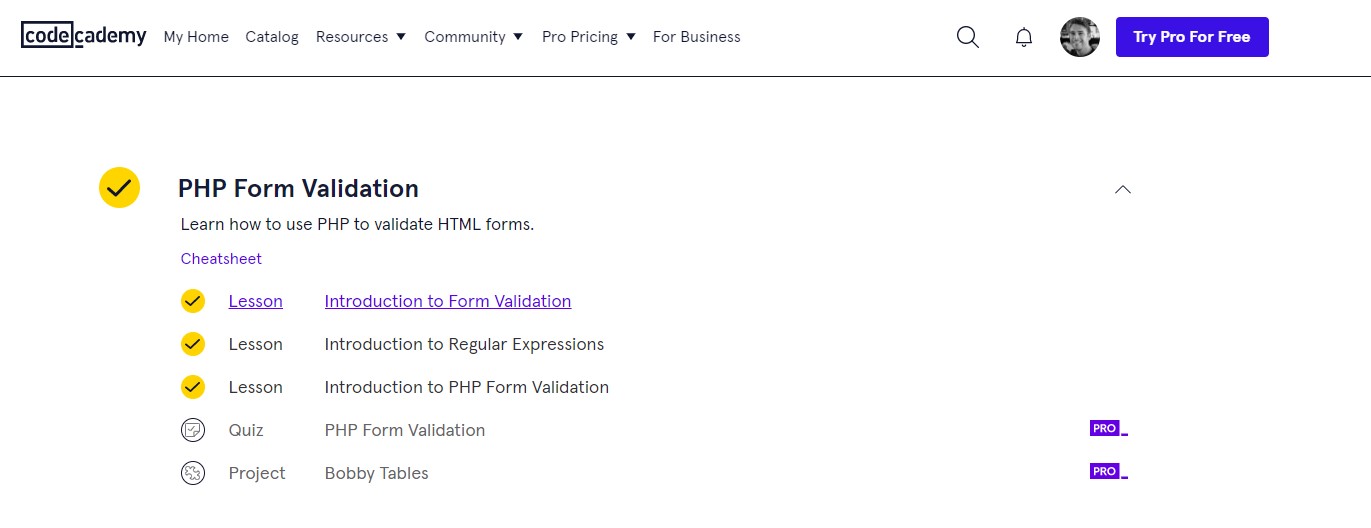 codecademy My Home Catalog Resources Community Pro Pricing For Business Try Pro For Free
PHP Form Validation
Learn how to use PHP to validate HTML forms.
Cheatsheet
Lesson Introduction to Form Validation
Lesson Introduction to Regular Expressions
Lesson Introduction to PHP Form Validation
Quiz PHP Form Validation PRO
Project Bobby Tables PRO